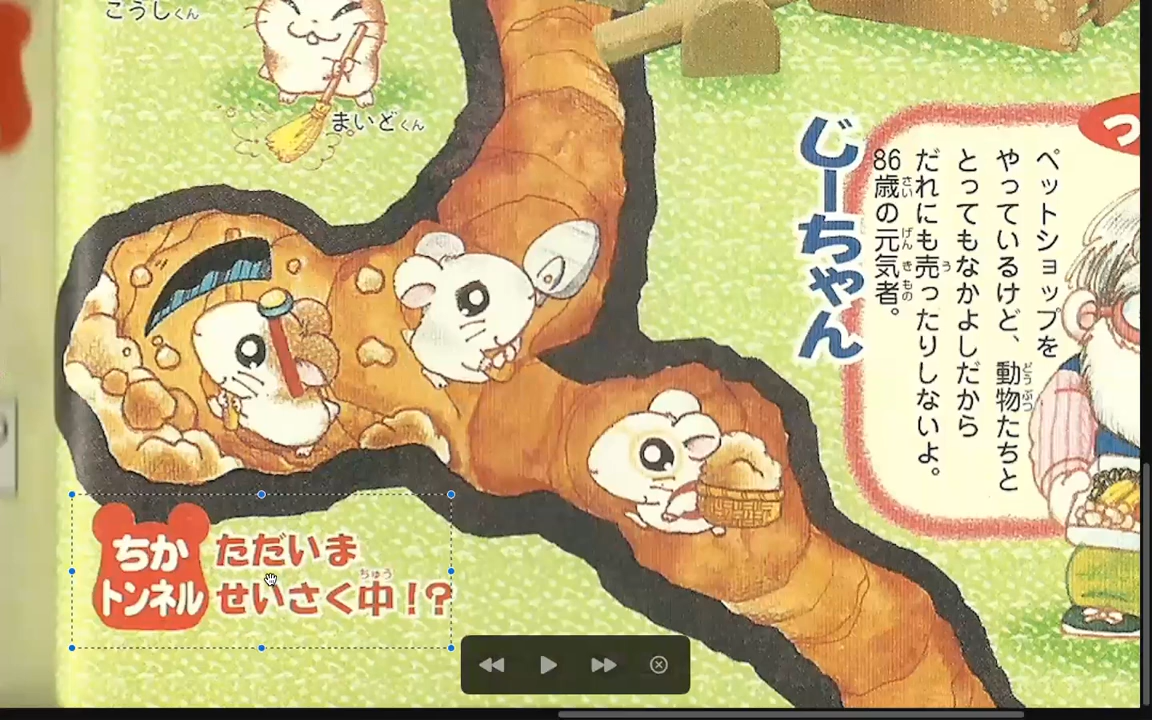 こうしくん
まいどくん
じーちゃん
ペットショップを
やっているけど、動物たちと
とってもなかよしだから
だれにも売ったりしないよ。
86歳の元気者。
ちか
トンネル
ただいま
せいさく中！？